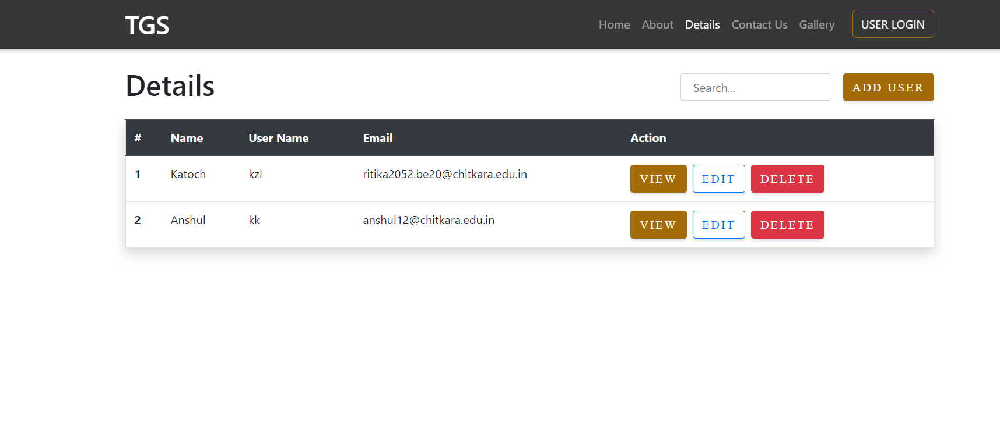 TGS Home About Details Contact Us Gallery USER LOGIN
Details Search... ADD USER
# Name User Name Email Action
1 Katoch kzl ritika2052.be20@chitkara.edu.in VIEW EDIT DELETE
2 Anshul kk anshul12@chitkara.edu.in VIEW EDIT DELETE